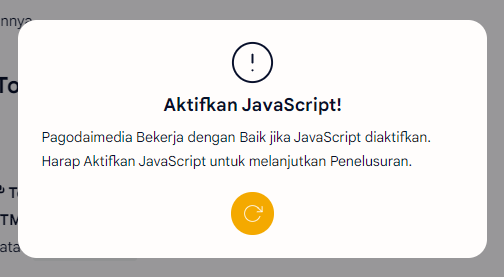 nnya
To
Aktifkan JavaScript!
Pagodaimedia Bekerja dengan Baik jika JavaScript diaktifkan.
Harap Aktifkan JavaScript untuk melanjutkan Penelusuran.
To
TM
ata